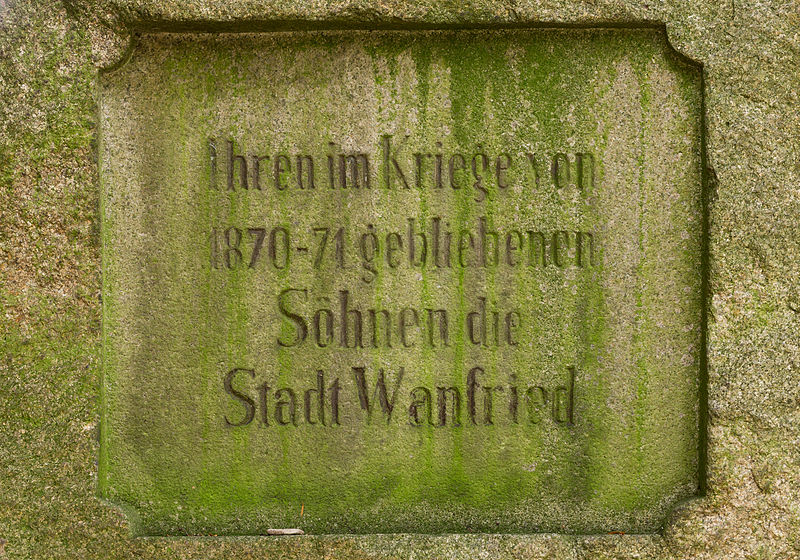 Ihren im Kriege von
1870-71 gebliebenen
Söhnen die
Stadt Wanfried.